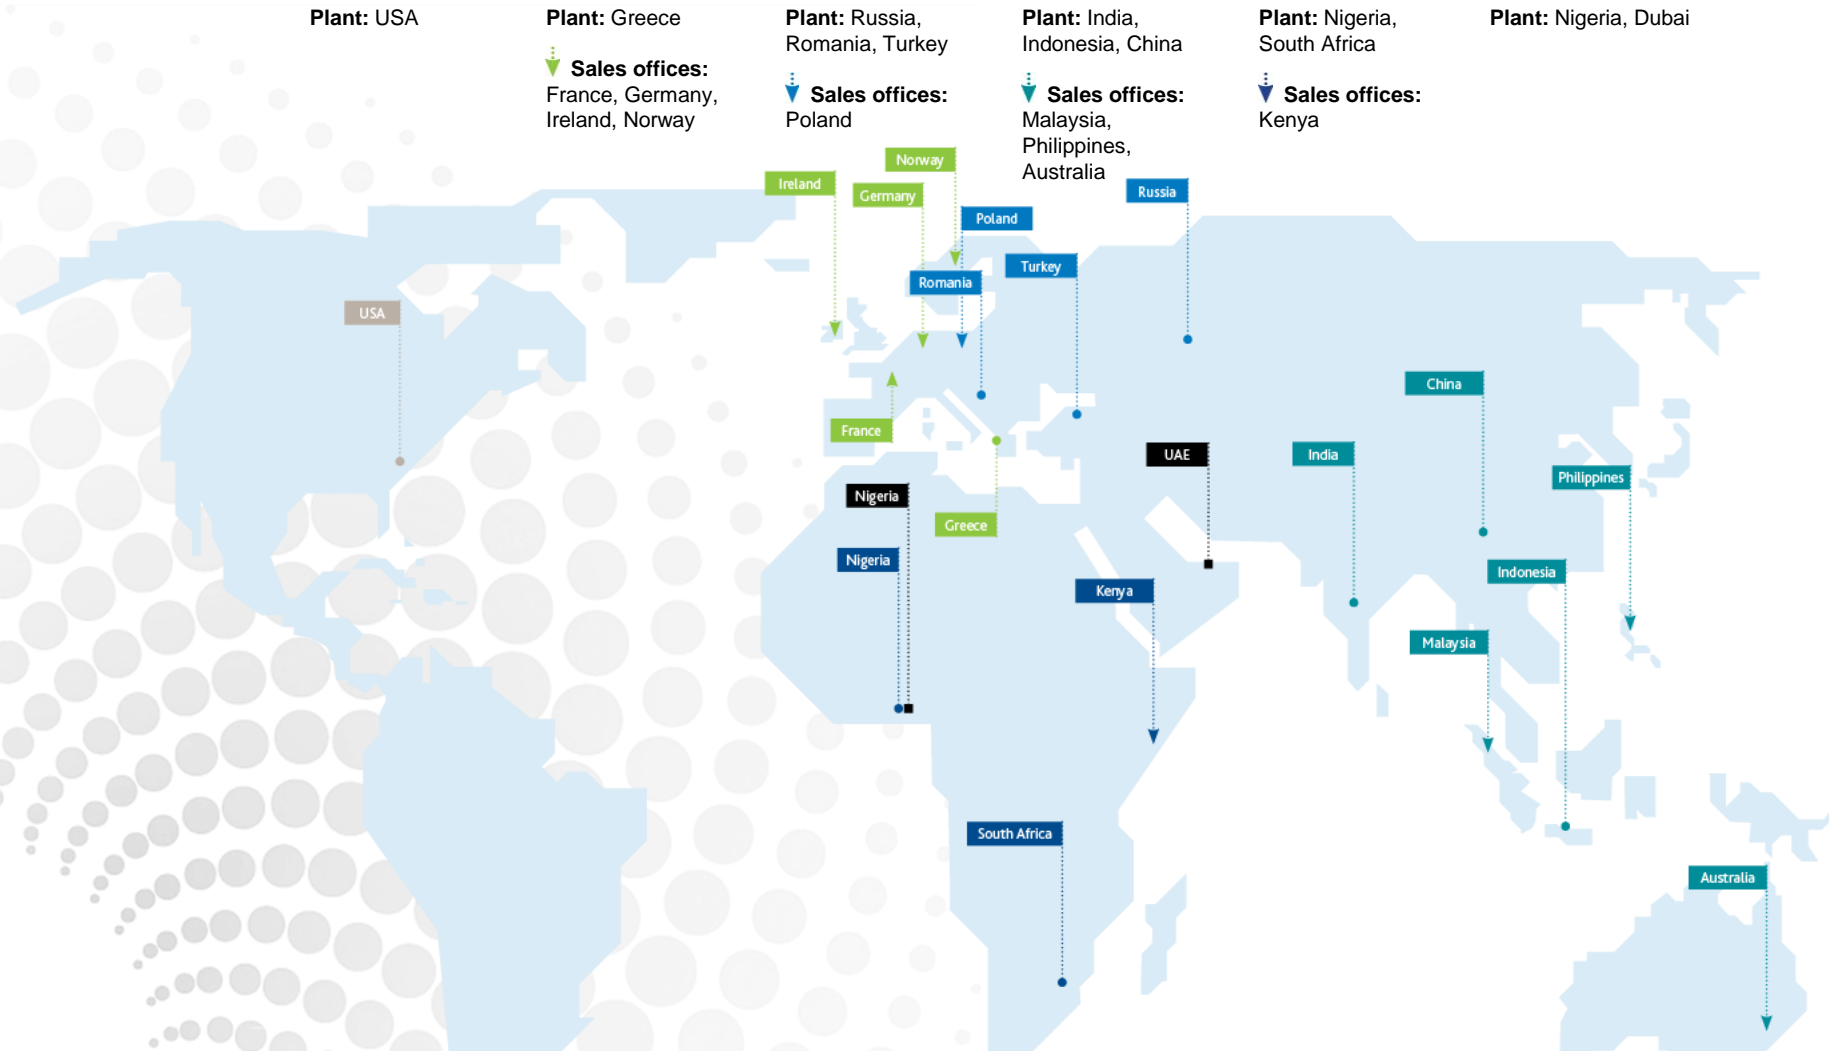 Plant: USA
Plant: Greece
Sales offices:
France, Germany,
Ireland, Norway
Plant: Russia,
Romania, Turkey
Sales offices:
Poland
Plant: India,
Indonesia, China
Sales offices:
Malaysia,
Philippines,
Australia
Plant: Nigeria,
South Africa
Sales offices:
Kenya
Plant: Nigeria, Dubai
Norway
Ireland
Germany
Russia
Poland
Turkey
Romania
USA
China
France
UAE
India
Philippines
Nigeria
Greece
Nigeria
Indonesia
Kenya
Malaysia
South Africa
Australia